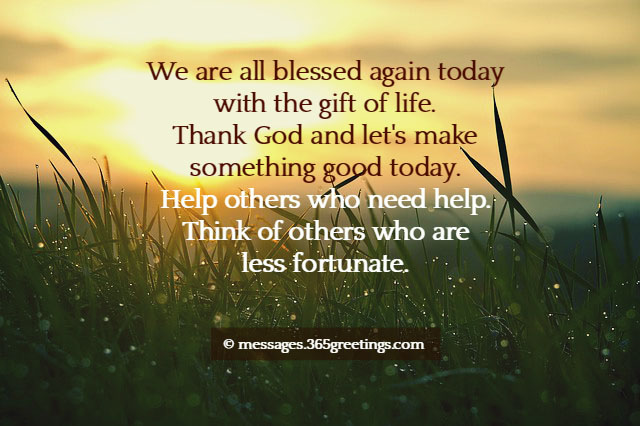 We are all blessed again today
with the gift of life.
Thank God and let's make
something good today.
Help others who need help.
Think of others who are
less fortunate.
© messages.365greetings.com